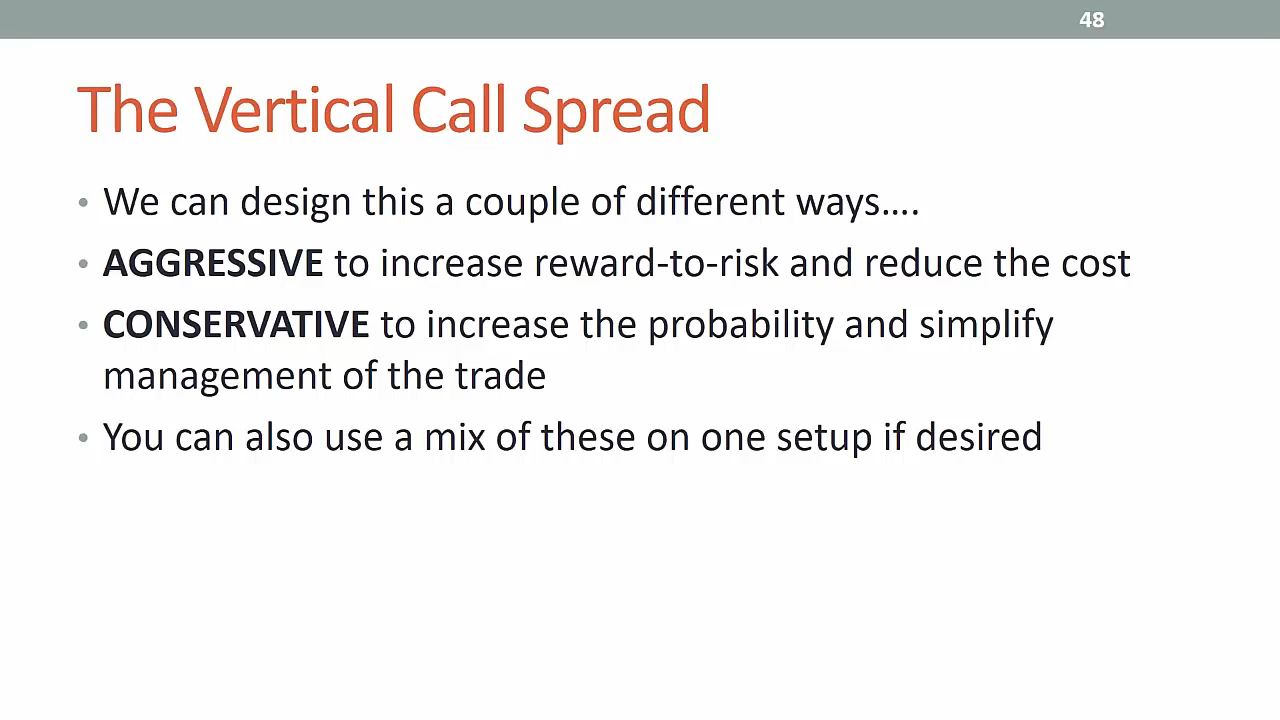 48
The Vertical Call Spread
• We can design this a couple of different ways....
• AGGRESSIVE to increase reward-to-risk and reduce the cost
• CONSERVATIVE to increase the probability and simplify
management of the trade
• You can also use a mix of these on one setup if desired